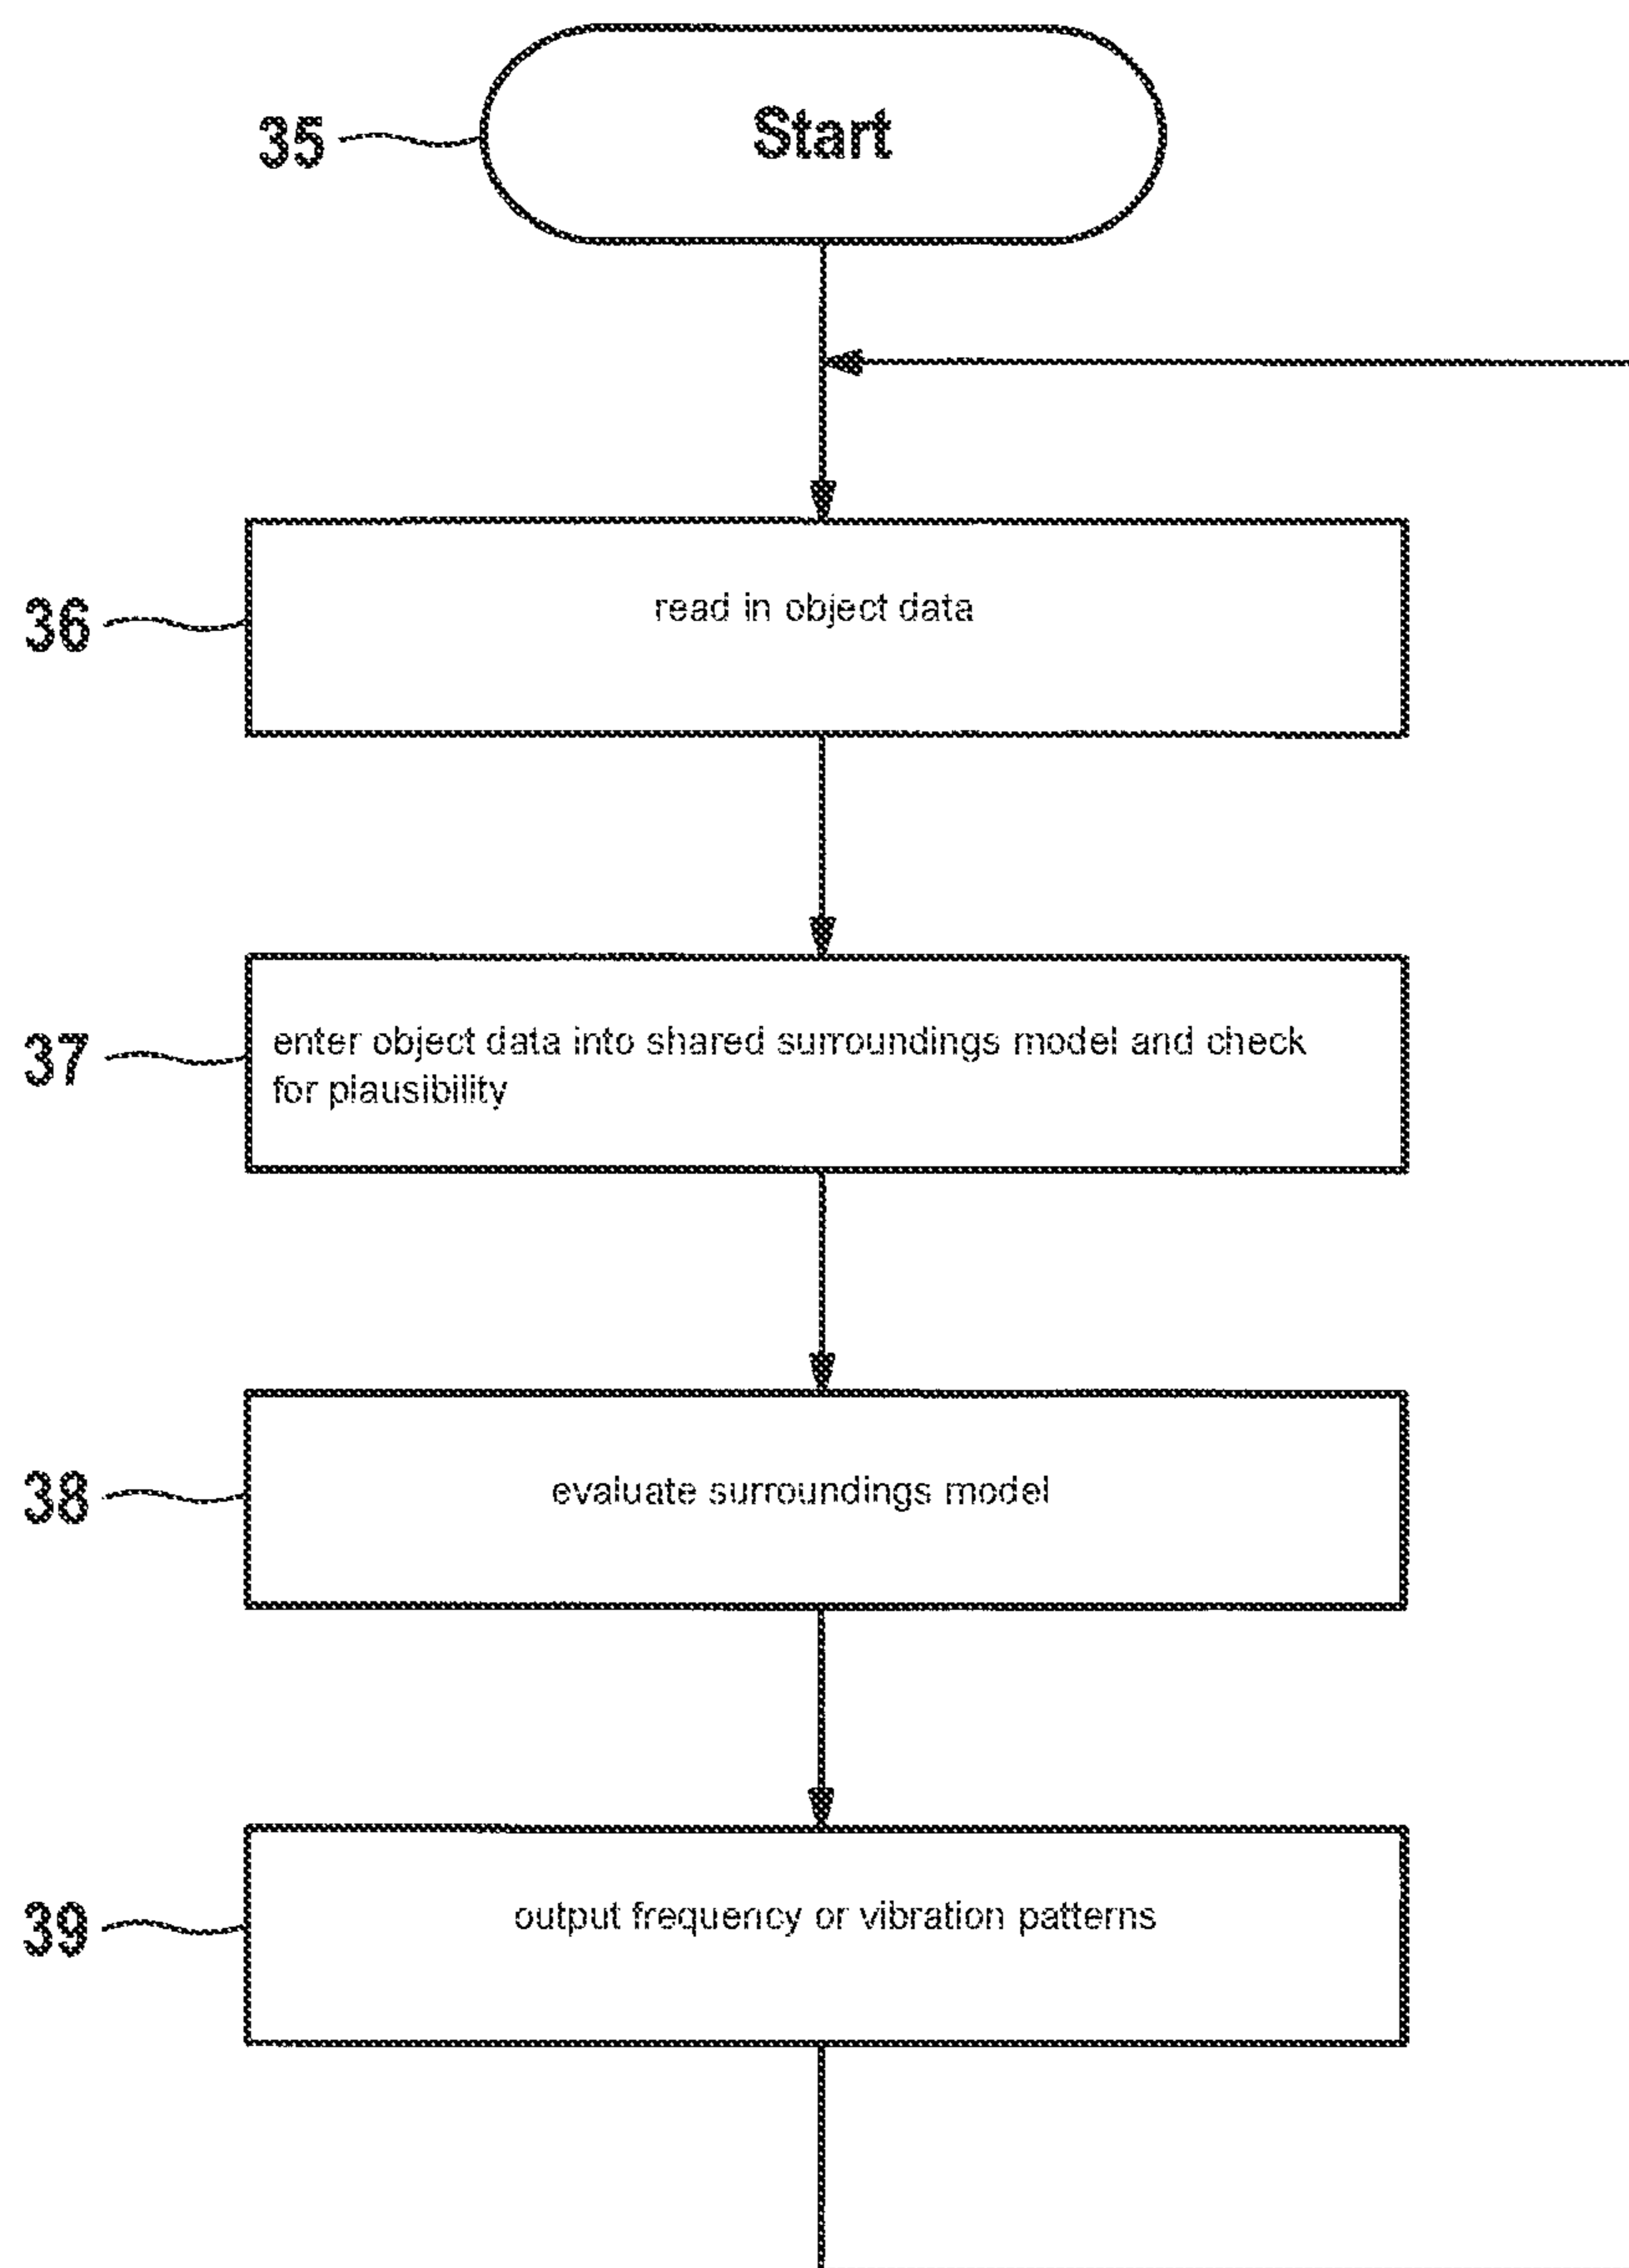 35
Start
36
read in object data
37
enter object data into shared surroundings model and check
for plausibility
38
evaluate surroundings model
39
output frequency or vibration patterns